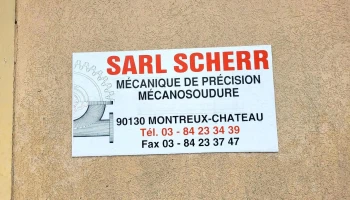 SARL SCHERR
MÉCANIQUE DE PRÉCISION
MÉCANOSOUDURE
90130 MONTREUX-CHATEAU
Tél. 03 - 84 23 34 39
Fax 03 - 84 23 37 47